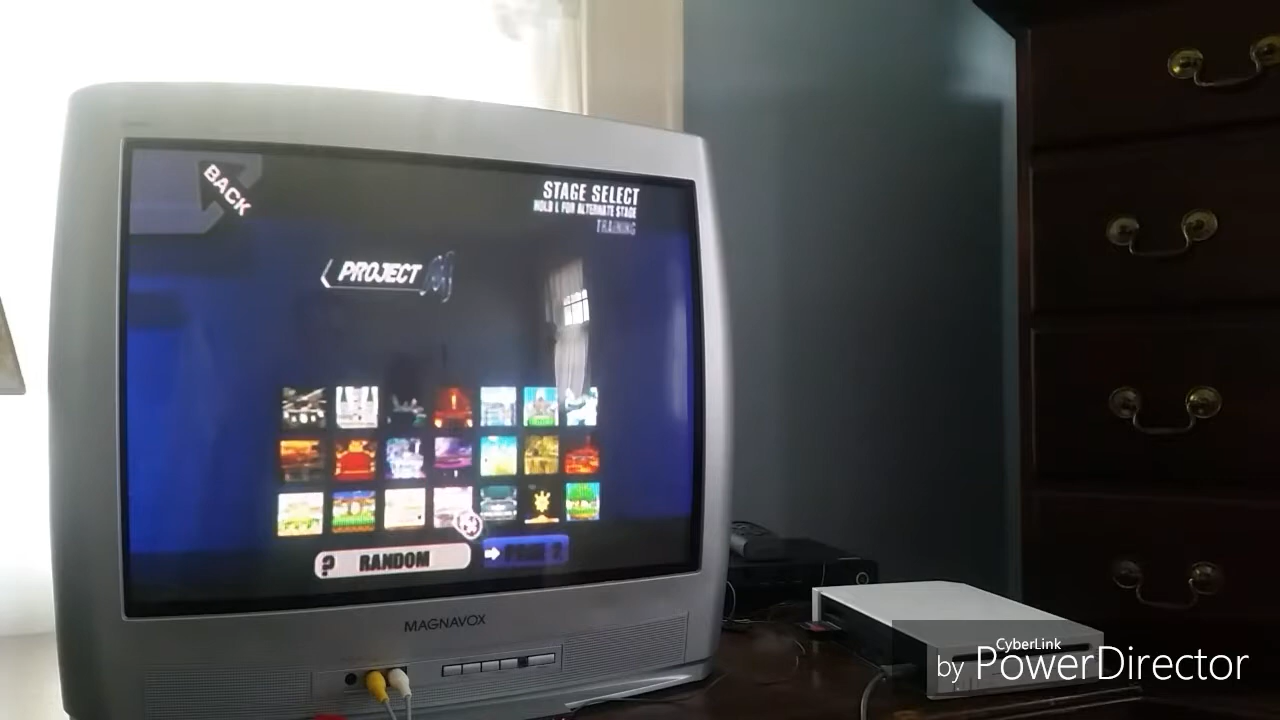 BACK
STAGE SELECT
HOLD L FOR ALTERNATE STAGE
TRAINING
PROJECT
? RANDOM
MAGNAVOX
CyberLink
by PowerDirector